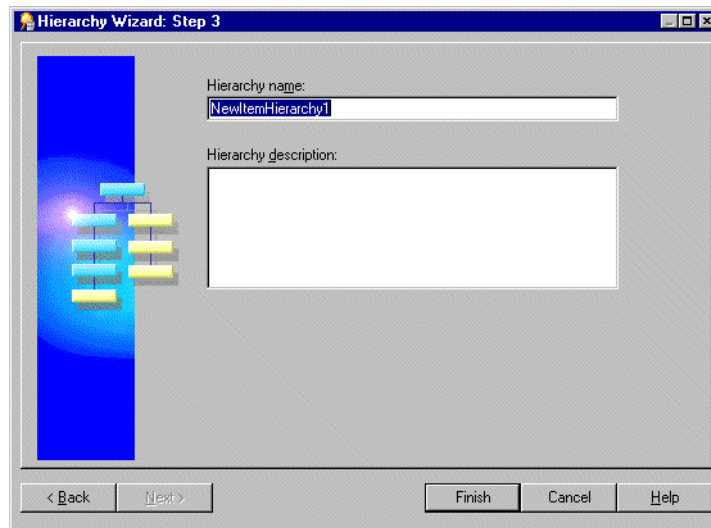 Hierarchy Wizard: Step 3
Hierarchy name:
NewItemHierarchy1
Hierarchy description:
< Back
Next >
Finish
Cancel
Help